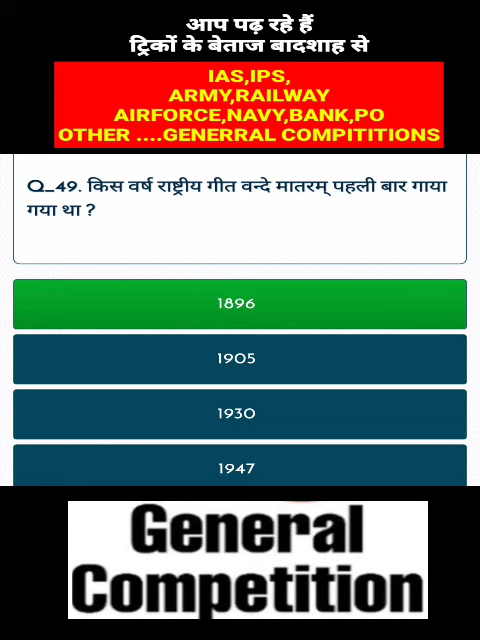 आप पढ़ रहे हैं
ट्रिकों के बेताज बादशाह से
IAS,IPS,
ARMY,RAILWAY
AIRFORCE,NAVY,BANK,PO
OTHER ....GENERRAL COMPITITIONS
Q_49. किस वर्ष राष्ट्रीय गीत वन्दे मातरम् पहली बार गाया
गया था ?
1896
1905
1930
1947
General
Competition